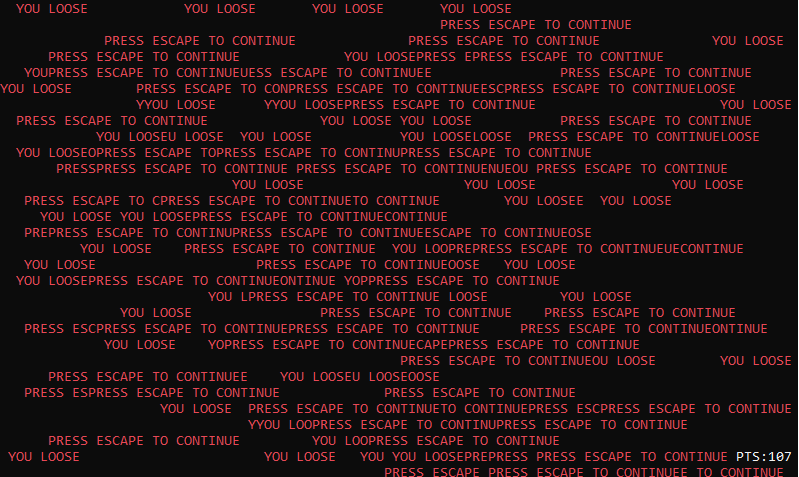 YOU LOOSE YOU LOOSE YOU LOOSE YOU LOOSE
PRESS ESCAPE TO CONTINUE
PRESS ESCAPE TO CONTINUE PRESS ESCAPE TO CONTINUE YOU LOOSE
PRESS ESCAPE TO CONTINUE YOU LOOSEPRESS EPRESS ESCAPE TO CONTINUE
YOUPRESS ESCAPE TO CONTINUEUESS ESCAPE TO CONTINUEE PRESS ESCAPE TO CONTINUE
YOU LOOSE PRESS ESCAPE TO CONPRESS ESCAPE TO CONTINUEESCPRESS ESCAPE TO CONTINUELOOSE
YYOU LOOSE YYOU LOOSEPRESS ESCAPE TO CONTINUE YOU LOOSE
PRESS ESCAPE TO CONTINUE YOU LOOSE YOU LOOSE PRESS ESCAPE TO CONTINUE
YOU LOOSEU LOOSE YOU LOOSE YOU LOOSELOOSE PRESS ESCAPE TO CONTINUELOOSE
YOU LOOSEOPRESS ESCAPE TOPRESS ESCAPE TO CONTINUPRESS ESCAPE TO CONTINUE
PRESSPRESS ESCAPE TO CONTINUE PRESS ESCAPE TO CONTINUENUEOU PRESS ESCAPE TO CONTINUE
YOU LOOSE YOU LOOSE YOU LOOSE
PRESS ESCAPE TO CPRESS ESCAPE TO CONTINUETO CONTINUE YOU LOOSEE YOU LOOSE
YOU LOOSE YOU LOOSEPRESS ESCAPE TO CONTINUECONTINUE
PREPRESS ESCAPE TO CONTINUPRESS ESCAPE TO CONTINUEESCAPE TO CONTINUEOSE
YOU LOOSE PRESS ESCAPE TO CONTINUE YOU LOOPREPRESS ESCAPE TO CONTINUEUECONTINUE
YOU LOOSE PRESS ESCAPE TO CONTINUEOOSE YOU LOOSE
YOU LOOSEPRESS ESCAPE TO CONTINUEONTINUE YOPPRESS ESCAPE TO CONTINUE
YOU LPRESS ESCAPE TO CONTINUE LOOSE YOU LOOSE
YOU LOOSE PRESS ESCAPE TO CONTINUE PRESS ESCAPE TO CONTINUE
PRESS ESCPRESS ESCAPE TO CONTINUEPRESS ESCAPE TO CONTINUE PRESS ESCAPE TO CONTINUEONTINUE
YOU LOOSE YOPRESS ESCAPE TO CONTINUECAPEPRESS ESCAPE TO CONTINUE
PRESS ESCAPE TO CONTINUEOU LOOSE YOU LOOSE
PRESS ESCAPE TO CONTINUEE YOU LOOSEU LOOSEOOSE
PRESS ESPRESS ESCAPE TO CONTINUE PRESS ESCAPE TO CONTINUE
YOU LOOSE PRESS ESCAPE TO CONTINUETO CONTINUEPRESS ESCPRESS ESCAPE TO CONTINUE
YYOU LOOPRESS ESCAPE TO CONTINUPRESS ESCAPE TO CONTINUE
PRESS ESCAPE TO CONTINUE YOU LOOPRESS ESCAPE TO CONTINUE
YOU LOOSE YOU LOOSE YOU YOU LOOSEPREPRESS PRESS ESCAPE TO CONTINUE PTS:107
PRESS ESCAPE PRESS ESCAPE TO CONTINUEE TO CONTINUE